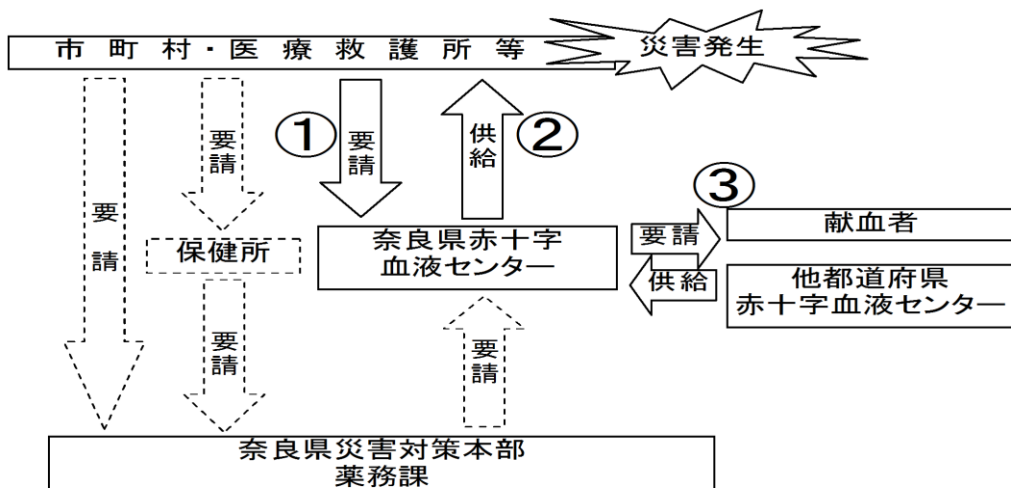 市町村・医療救護所等
災害発生
要請
要請
①
要請
供給
②
③
保健所
奈良県赤十字
血液センター
要請
献血者
供給
他都道府県
赤十字血液センター
要請
要請
奈良県災害対策本部
薬務課